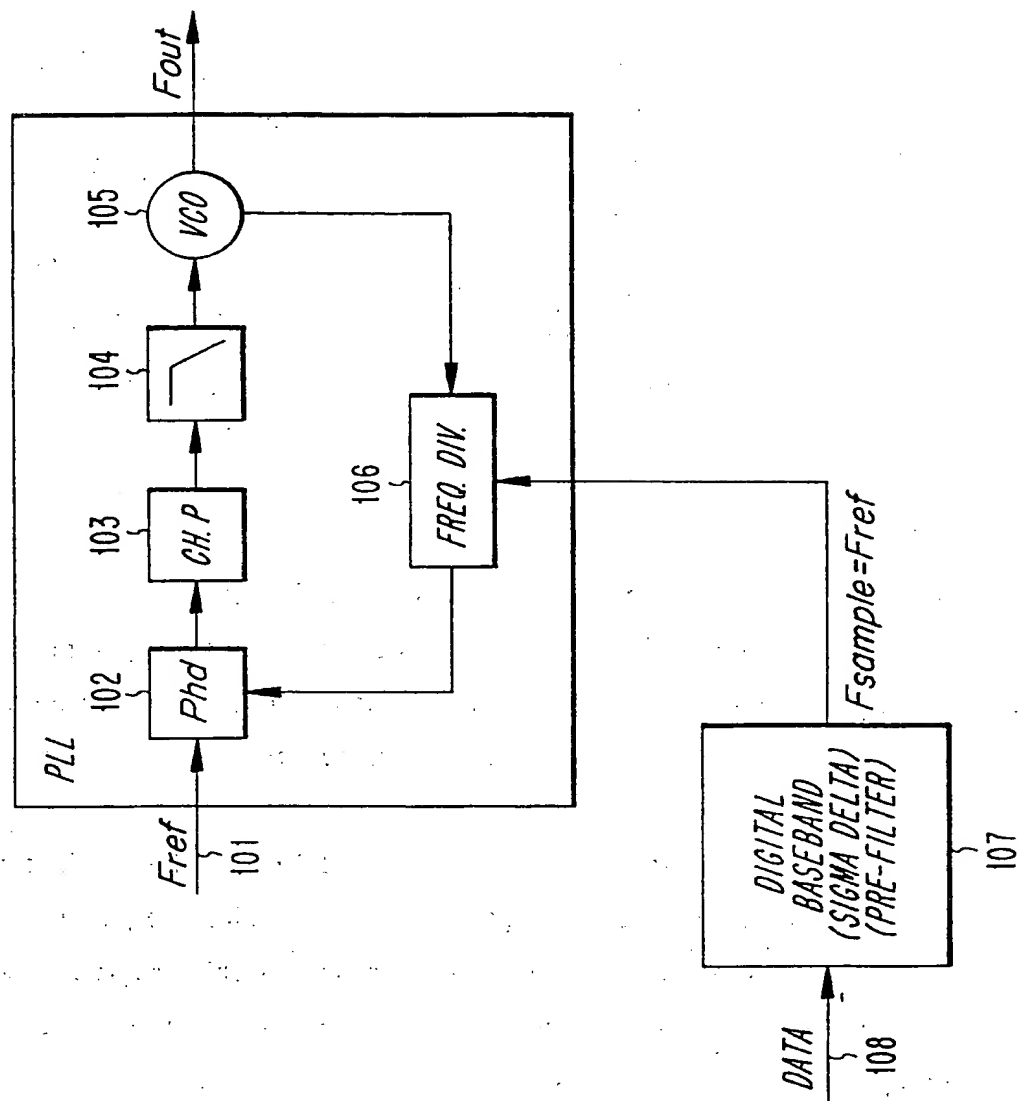 PLL
Fref
101
102
Phd
103
CH.P
104
105
VCO
Fout
106
FREQ. DIV.
Fsample=Fref
DIGITAL
BASEBAND
(SIGMA DELTA)
(PRE-FILTER)
107
DATA
108